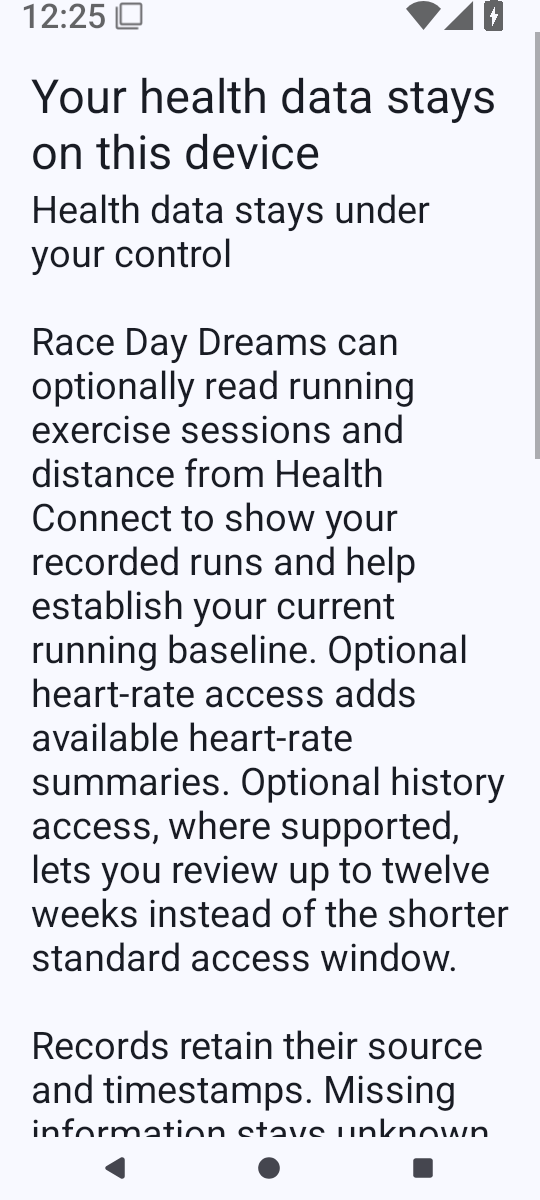 12:25
Your health data stays
on this device
Health data stays under
your control
Race Day Dreams can
optionally read running
exercise sessions and
distance from Health
Connect to show your
recorded runs and help
establish your current
running baseline. Optional
heart-rate access adds
available heart-rate
summaries. Optional history
access, where supported,
lets you review up to twelve
weeks instead of the shorter
standard access window.
Records retain their source
and timestamps. Missing
information stays unknown